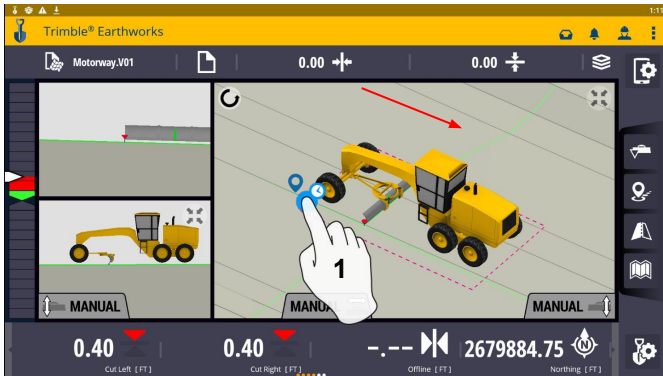 1:11
Trimble® Earthworks
Motorway.V01
0.00
0.00
1
MANUAL
MANUAL
MANUAL
0.40
0.40
-.--
2679884.75
N
Cut Left [FT]
Cut Right [FT]
Offline [FT]
Northing [FT]